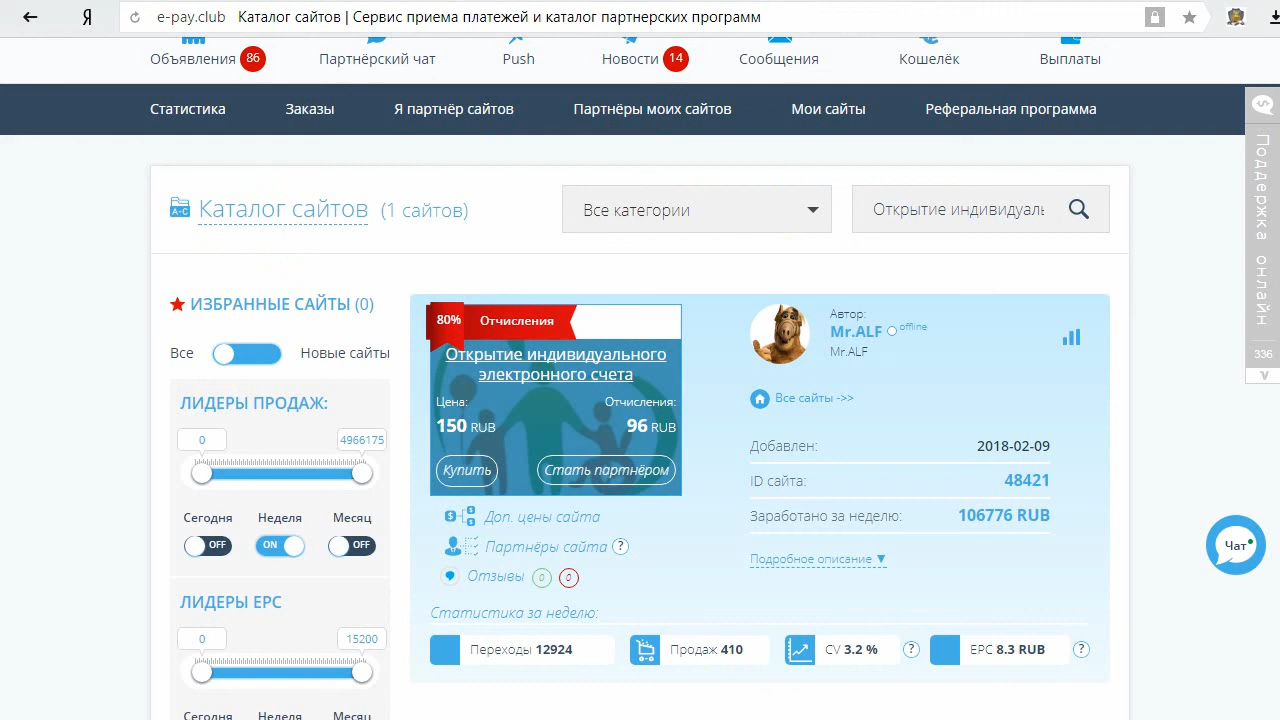 Я e-pay.club Каталог сайтов | Сервис приема платежей и каталог партнерских программ
Объявления 86 Партнёрский чат Push Новости 14 Сообщения Кошелёк Выплаты
Статистика Заказы Я партнёр сайтов Партнёры моих сайтов Мои сайты Реферальная программа
Поддержка онлайн
336
Каталог сайтов (1 сайтов) Все категории Открытие индивидуаль
A-C
ИЗБРАННЫЕ САЙТЫ (0)
Все Новые сайты
ЛИДЕРЫ ПРОДАЖ:
0 4966175
Сегодня Неделя Месяц
OFF ON OFF
ЛИДЕРЫ EPC
0 15200
Сегодня Неделя Месяц
80% Отчисления
Открытие индивидуального
электронного счета
Цена: Отчисления:
150 RUB 96 RUB
Купить Стать партнёром
Доп. цены сайта
Партнёры сайта ?
Отзывы 0 0
Автор:
Mr.ALF offline
Mr.ALF
Все сайты ->>
Добавлен: 2018-02-09
ID сайта: 48421
Заработано за неделю: 106776 RUB
Подробное описание ▼
Статистика за неделю:
Переходы 12924 Продаж 410 CV 3.2 % ? EPC 8.3 RUB ?
Чат